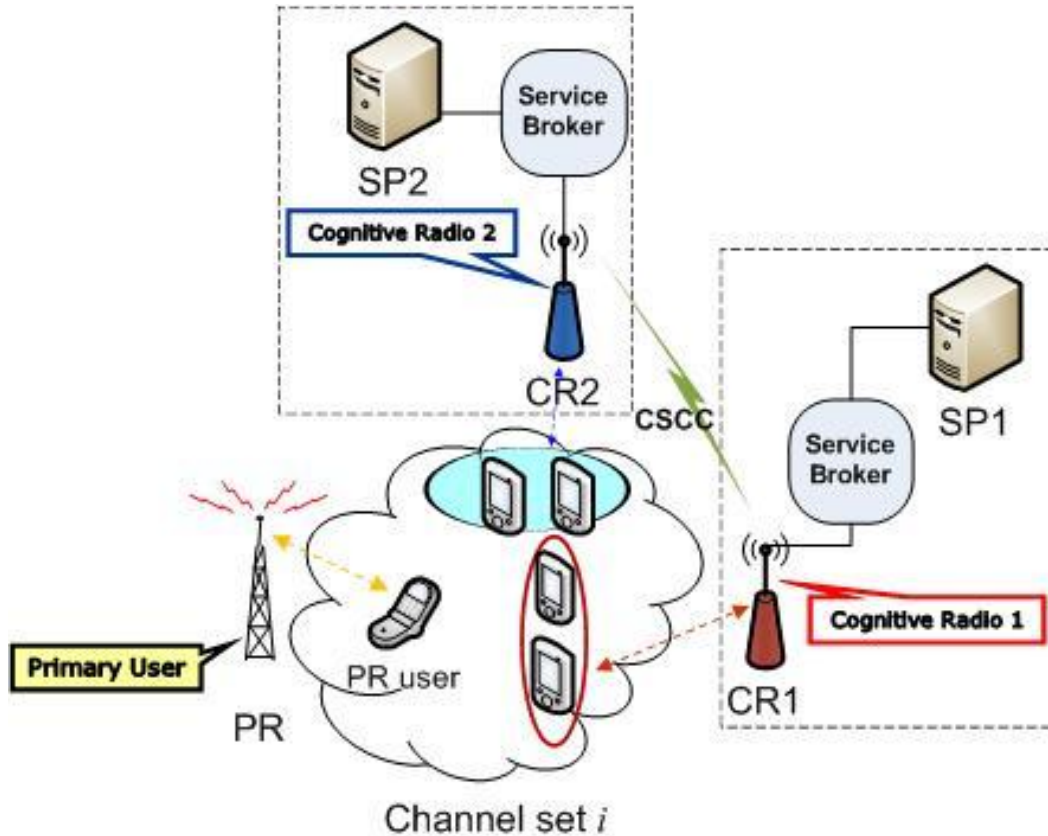 Service
Broker
SP2
Cognitive Radio 2
CR2
CSCC
SP1
Service
Broker
Cognitive Radio 1
CR1
Primary User
PR user
PR
Channel set i